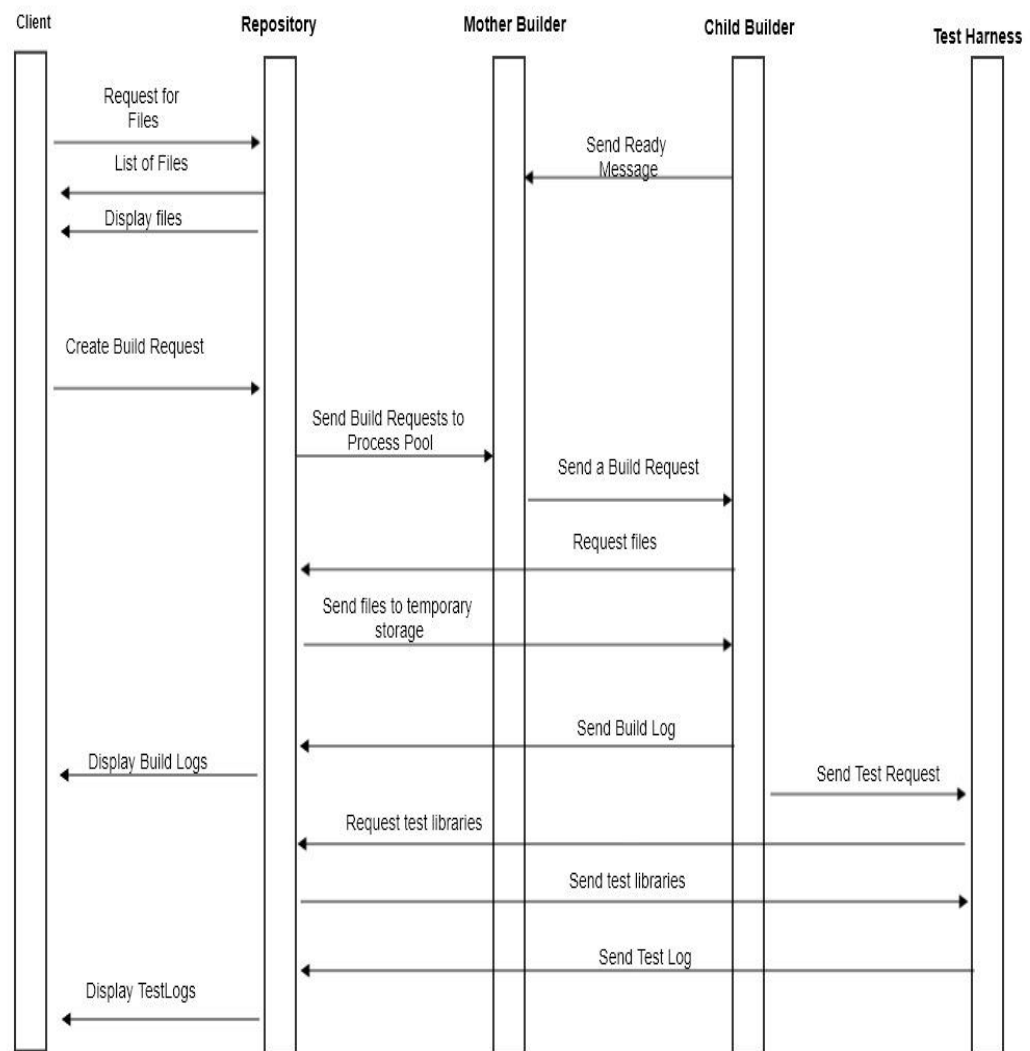 Client
Repository
Mother Builder
Child Builder
Test Harness
Request for
Files
Send Ready
Message
List of Files
Display files
Create Build Request
Send Build Requests to
Process Pool
Send a Build Request
Request files
Send files to temporary
storage
Send Build Log
Display Build Logs
Send Test Request
Request test libraries
Send test libraries
Send Test Log
Display TestLogs